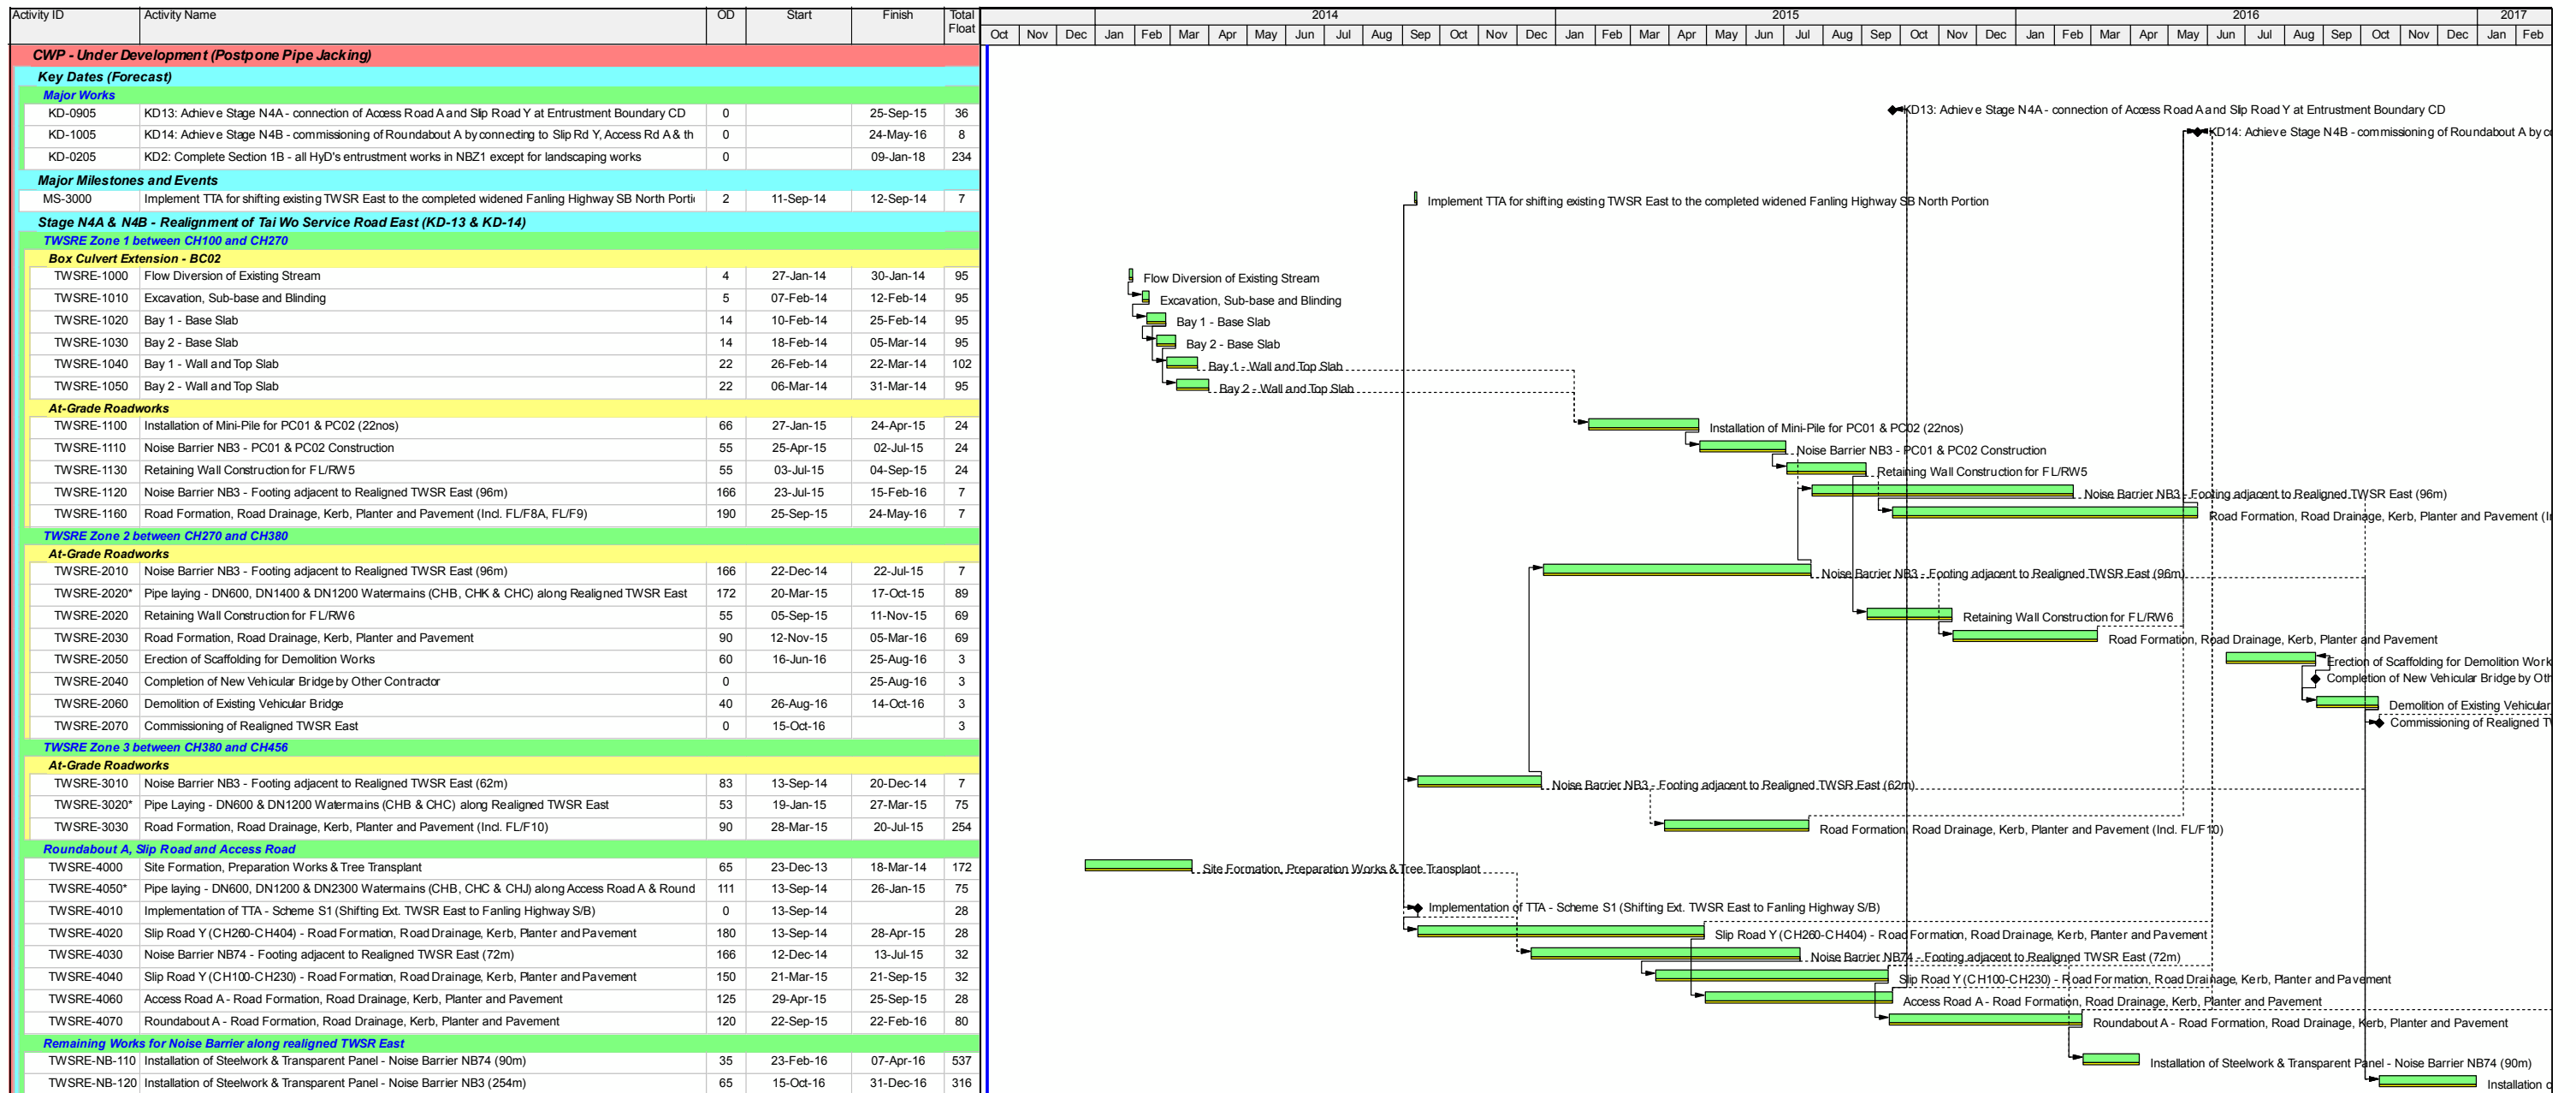 Activity ID Activity Name OD Start Finish Total Float 2014 2015 2016 2017
Oct Nov Dec Jan Feb Mar Apr May Jun Jul Aug Sep Oct Nov Dec Jan Feb Mar Apr May Jun Jul Aug Sep Oct Nov Dec Jan Feb Mar Apr May Jun Jul Aug Sep Oct Nov Dec Jan Feb
CWP - Under Development (Postpone Pipe Jacking)
Key Dates (Forecast)
Major Works
KD-0905 KD13: Achieve Stage N4A - connection of Access Road A and Slip Road Y at Entrustment Boundary CD 0 25-Sep-15 36 KD13: Achieve Stage N4A - connection of Access Road A and Slip Road Y at Entrustment Boundary CD
KD-1005 KD14: Achieve Stage N4B - commissioning of Roundabout A by connecting to Slip Rd Y, Access Rd A & th 0 24-May-16 8 KD14: Achieve Stage N4B - commissioning of Roundabout A by c
KD-0205 KD2: Complete Section 1B - all HyD's entrustment works in NBZ1 except for landscaping works 0 09-Jan-18 234
Major Milestones and Events
MS-3000 Implement TTA for shifting existing TWSR East to the completed widened Fanling Highway SB North Porti 2 11-Sep-14 12-Sep-14 7 Implement TTA for shifting existing TWSR East to the completed widened Fanling Highway SB North Portion
Stage N4A & N4B - Realignment of Tai Wo Service Road East (KD-13 & KD-14)
TWSRE Zone 1 between CH100 and CH270
Box Culvert Extension - BC02
TWSRE-1000 Flow Diversion of Existing Stream 4 27-Jan-14 30-Jan-14 95 Flow Diversion of Existing Stream
TWSRE-1010 Excavation, Sub-base and Blinding 5 07-Feb-14 12-Feb-14 95 Excavation, Sub-base and Blinding
TWSRE-1020 Bay 1 - Base Slab 14 10-Feb-14 25-Feb-14 95 Bay 1 - Base Slab
TWSRE-1030 Bay 2 - Base Slab 14 18-Feb-14 05-Mar-14 95 Bay 2 - Base Slab
TWSRE-1040 Bay 1 - Wall and Top Slab 22 26-Feb-14 22-Mar-14 102 Bay 1 - Wall and Top Slab
TWSRE-1050 Bay 2 - Wall and Top Slab 22 06-Mar-14 31-Mar-14 95 Bay 2 - Wall and Top Slab
At-Grade Roadworks
TWSRE-1100 Installation of Mini-Pile for PC01 & PC02 (22nos) 66 27-Jan-15 24-Apr-15 24 Installation of Mini-Pile for PC01 & PC02 (22nos)
TWSRE-1110 Noise Barrier NB3 - PC01 & PC02 Construction 55 25-Apr-15 02-Jul-15 24 Noise Barrier NB3 - PC01 & PC02 Construction
TWSRE-1130 Retaining Wall Construction for FL/RW5 55 03-Jul-15 04-Sep-15 24 Retaining Wall Construction for FL/RW5
TWSRE-1120 Noise Barrier NB3 - Footing adjacent to Realigned TWSR East (96m) 166 23-Jul-15 15-Feb-16 7 Noise Barrier NB3 - Footing adjacent to Realigned TWSR East (96m)
TWSRE-1160 Road Formation, Road Drainage, Kerb, Planter and Pavement (Incl. FL/F8A, FL/F9) 190 25-Sep-15 24-May-16 7 Road Formation, Road Drainage, Kerb, Planter and Pavement (I
TWSRE Zone 2 between CH270 and CH380
At-Grade Roadworks
TWSRE-2010 Noise Barrier NB3 - Footing adjacent to Realigned TWSR East (96m) 166 22-Dec-14 22-Jul-15 7 Noise Barrier NB3 - Footing adjacent to Realigned TWSR East (96m)
TWSRE-2020* Pipe laying - DN600, DN1400 & DN1200 Watermains (CHB, CHK & CHC) along Realigned TWSR East 172 20-Mar-15 17-Oct-15 89
TWSRE-2020 Retaining Wall Construction for FL/RW6 55 05-Sep-15 11-Nov-15 69 Retaining Wall Construction for FL/RW6
TWSRE-2030 Road Formation, Road Drainage, Kerb, Planter and Pavement 90 12-Nov-15 05-Mar-16 69 Road Formation, Road Drainage, Kerb, Planter and Pavement
TWSRE-2050 Erection of Scaffolding for Demolition Works 60 16-Jun-16 25-Aug-16 3 Erection of Scaffolding for Demolition Work
TWSRE-2040 Completion of New Vehicular Bridge by Other Contractor 0 25-Aug-16 3 Completion of New Vehicular Bridge by Oth
TWSRE-2060 Demolition of Existing Vehicular Bridge 40 26-Aug-16 14-Oct-16 3 Demolition of Existing Vehicular
TWSRE-2070 Commissioning of Realigned TWSR East 0 15-Oct-16 3 Commissioning of Realigned T
TWSRE Zone 3 between CH380 and CH456
At-Grade Roadworks
TWSRE-3010 Noise Barrier NB3 - Footing adjacent to Realigned TWSR East (62m) 83 13-Sep-14 20-Dec-14 7 Noise Barrier NB3 - Footing adjacent to Realigned TWSR East (62m)
TWSRE-3020* Pipe Laying - DN600 & DN1200 Watermains (CHB & CHC) along Realigned TWSR East 53 19-Jan-15 27-Mar-15 75
TWSRE-3030 Road Formation, Road Drainage, Kerb, Planter and Pavement (Incl. FL/F10) 90 28-Mar-15 20-Jul-15 254 Road Formation, Road Drainage, Kerb, Planter and Pavement (Incl. FL/F10)
Roundabout A, Slip Road and Access Road
TWSRE-4000 Site Formation, Preparation Works & Tree Transplant 65 23-Dec-13 18-Mar-14 172 Site Formation, Preparation Works & Tree Transplant
TWSRE-4050* Pipe laying - DN600, DN1200 & DN2300 Watermains (CHB, CHC & CHJ) along Access Road A & Round 111 13-Sep-14 26-Jan-15 75
TWSRE-4010 Implementation of TTA - Scheme S1 (Shifting Ext. TWSR East to Fanling Highway S/B) 0 13-Sep-14 28 Implementation of TTA - Scheme S1 (Shifting Ext. TWSR East to Fanling Highway S/B)
TWSRE-4020 Slip Road Y (CH260-CH404) - Road Formation, Road Drainage, Kerb, Planter and Pavement 180 13-Sep-14 28-Apr-15 28 Slip Road Y (CH260-CH404) - Road Formation, Road Drainage, Kerb, Planter and Pavement
TWSRE-4030 Noise Barrier NB74 - Footing adjacent to Realigned TWSR East (72m) 166 12-Dec-14 13-Jul-15 32 Noise Barrier NB74 - Footing adjacent to Realigned TWSR East (72m)
TWSRE-4040 Slip Road Y (CH100-CH230) - Road Formation, Road Drainage, Kerb, Planter and Pavement 150 21-Mar-15 21-Sep-15 32 Slip Road Y (CH100-CH230) - Road Formation, Road Drainage, Kerb, Planter and Pavement
TWSRE-4060 Access Road A - Road Formation, Road Drainage, Kerb, Planter and Pavement 125 29-Apr-15 25-Sep-15 28 Access Road A - Road Formation, Road Drainage, Kerb, Planter and Pavement
TWSRE-4070 Roundabout A - Road Formation, Road Drainage, Kerb, Planter and Pavement 120 22-Sep-15 22-Feb-16 80 Roundabout A - Road Formation, Road Drainage, Kerb, Planter and Pavement
Remaining Works for Noise Barrier along realigned TWSR East
TWSRE-NB-110 Installation of Steelwork & Transparent Panel - Noise Barrier NB74 (90m) 35 23-Feb-16 07-Apr-16 537 Installation of Steelwork & Transparent Panel - Noise Barrier NB74 (90m)
TWSRE-NB-120 Installation of Steelwork & Transparent Panel - Noise Barrier NB3 (254m) 65 15-Oct-16 31-Dec-16 316 Installation o